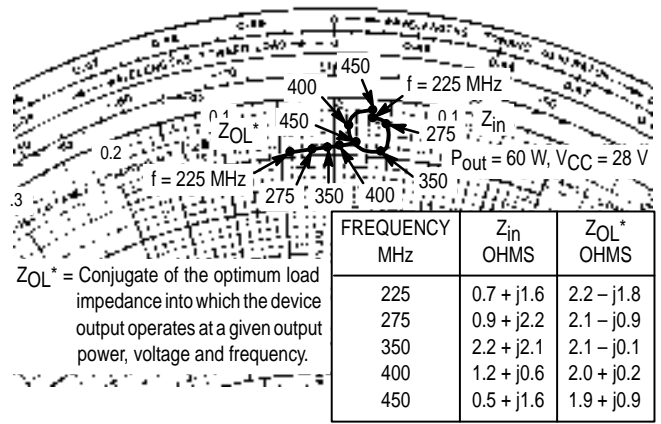 0
450
f = 225 MHz
400
0.1
0.1
Z_in
Z_OL*
450
275
0.2
P_out = 60 W, V_CC = 28 V
f = 225 MHz
275
350
400
350
.3
FREQUENCY MHz
Z_in OHMS
Z_OL* OHMS
225 0.7 + j1.6 2.2 – j1.8
275 0.9 + j2.2 2.1 – j0.9
350 2.2 + j2.1 2.1 – j0.1
400 1.2 + j0.6 2.0 + j0.2
450 0.5 + j1.6 1.9 + j0.9
Z_OL* = Conjugate of the optimum load
impedance into which the device
output operates at a given output
power, voltage and frequency.